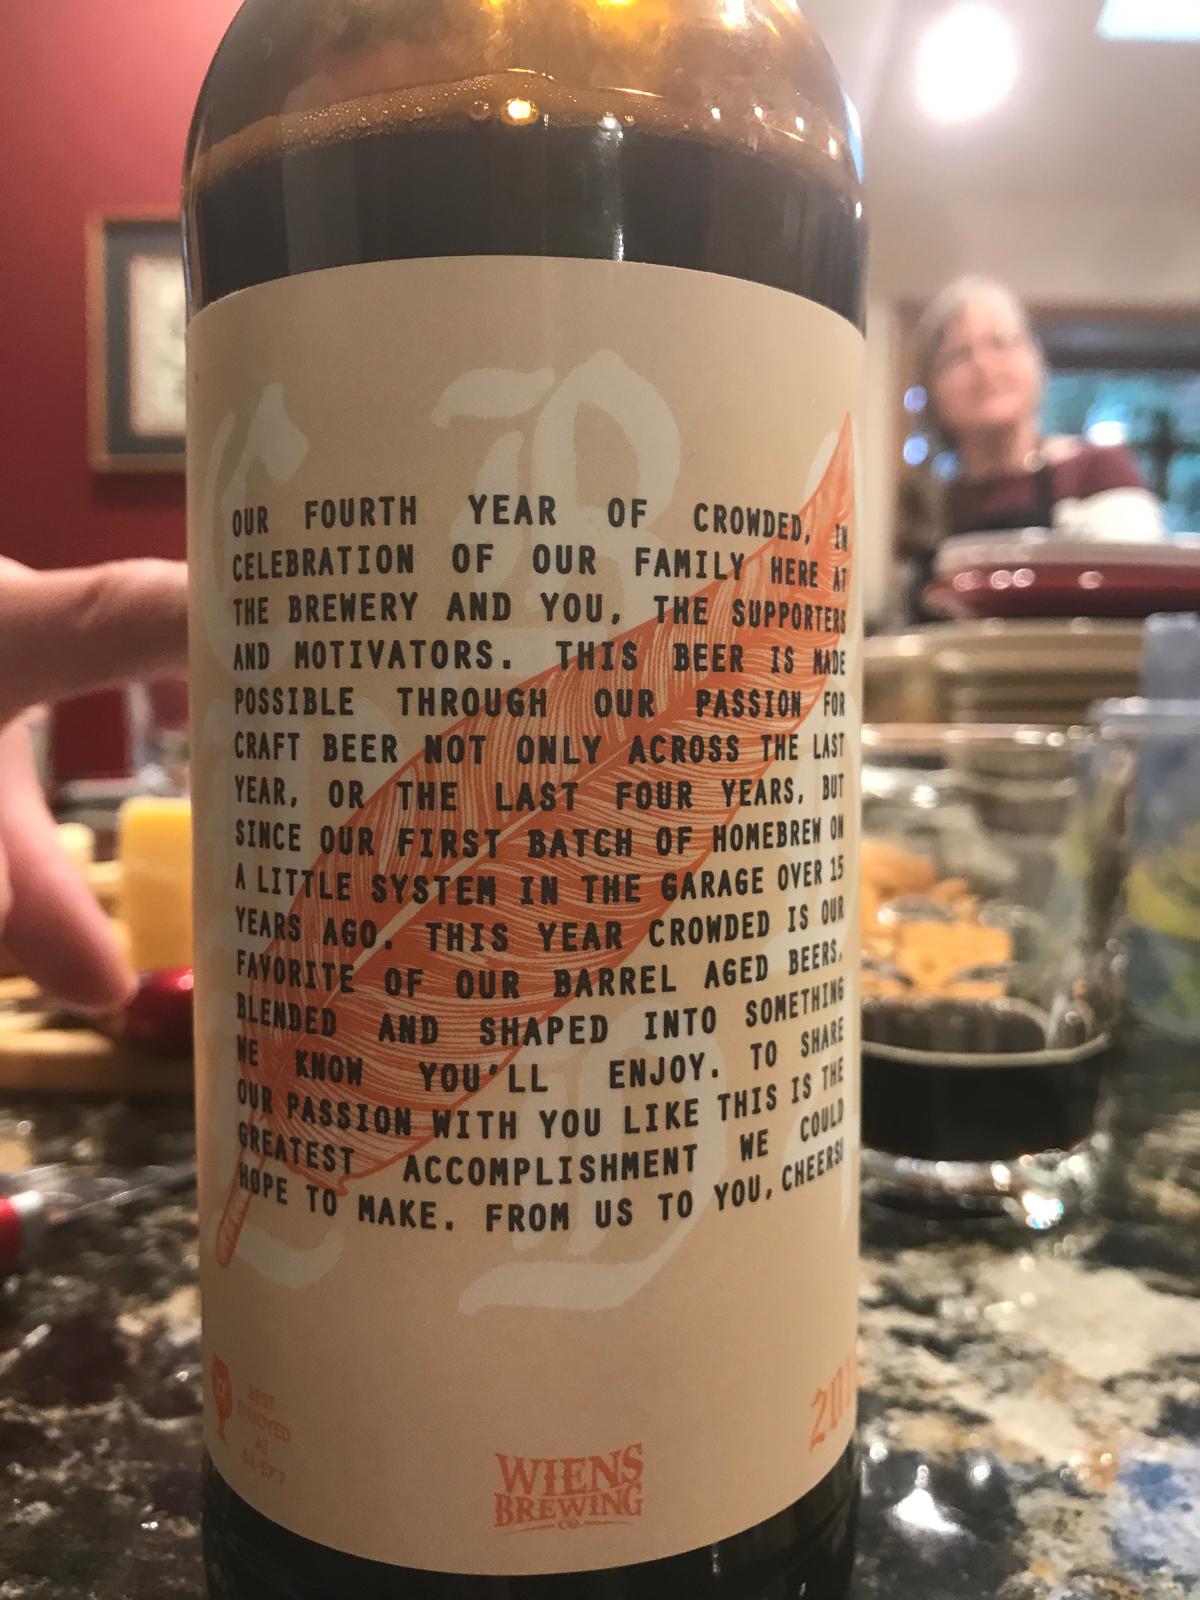 OUR FOURTH YEAR OF CROWDED, IN
CELEBRATION OF OUR FAMILY HERE AT
THE BREWERY AND YOU, THE SUPPORTERS
AND MOTIVATORS. THIS BEER IS MADE
POSSIBLE THROUGH OUR PASSION FOR
CRAFT BEER NOT ONLY ACROSS THE LAST
YEAR, OR THE LAST FOUR YEARS, BUT
SINCE OUR FIRST BATCH OF HOMEBREW ON
A LITTLE SYSTEM IN THE GARAGE OVER 15
YEARS AGO. THIS YEAR CROWDED IS OUR
FAVORITE OF OUR BARREL AGED BEERS,
BLENDED AND SHAPED INTO SOMETHING
WE KNOW YOU'LL ENJOY. TO SHARE
OUR PASSION WITH YOU LIKE THIS IS THE
GREATEST ACCOMPLISHMENT WE COULD
HOPE TO MAKE. FROM US TO YOU, CHEERS!
BEST
ENJOYED
AT
WIENS
BREWING
CO.